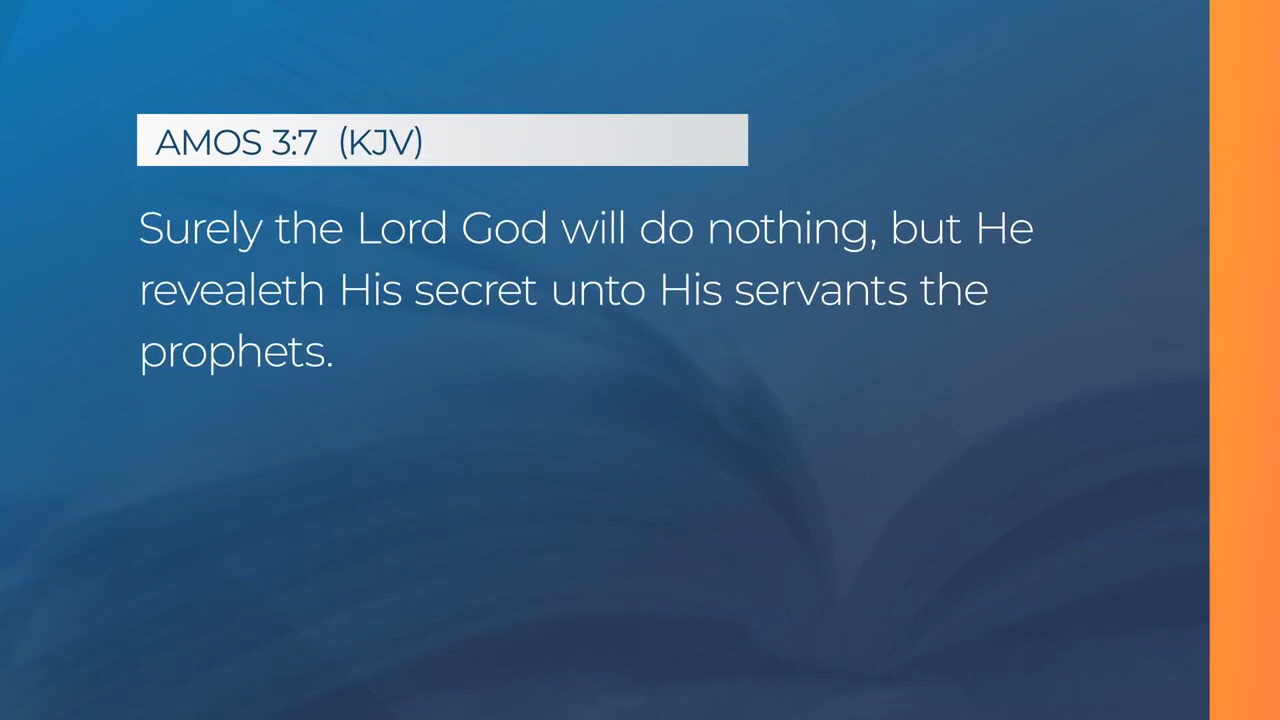 AMOS 3:7 (KJV)
Surely the Lord God will do nothing, but He
revealeth His secret unto His servants the
prophets.